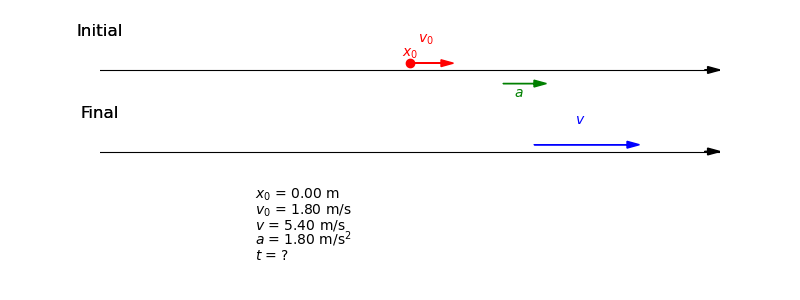 Initial
v₀
x₀
a
Final
v
x₀ = 0.00 m
v₀ = 1.80 m/s
v = 5.40 m/s
a = 1.80 m/s²
t = ?